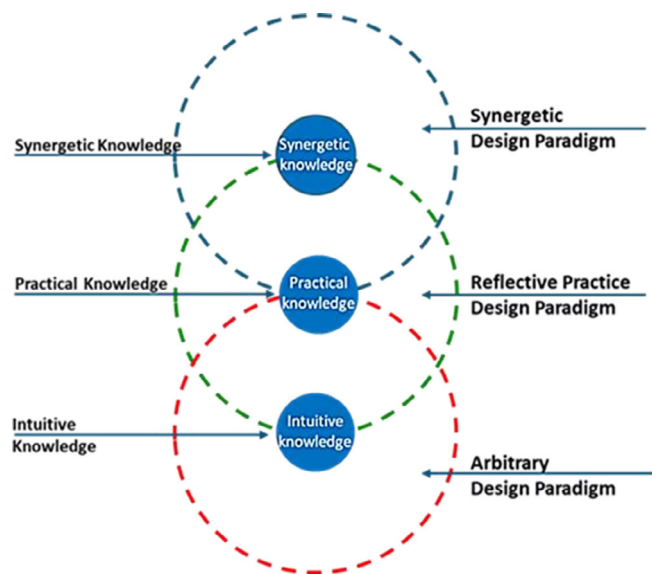 Synergetic Knowledge
Synergetic
knowledge
Synergetic
Design Paradigm
Practical Knowledge
Practical
knowledge
Reflective Practice
Design Paradigm
Intuitive
Knowledge
Intuitive
knowledge
Arbitrary
Design Paradigm